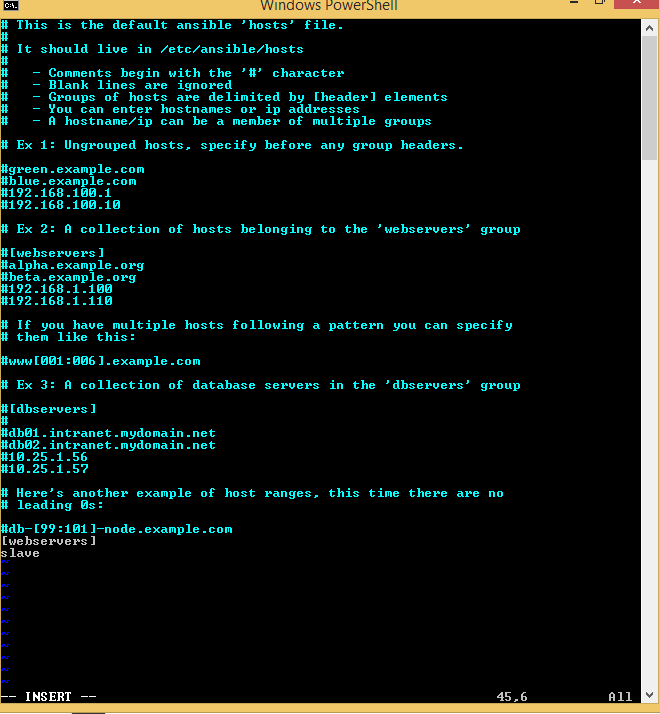 Windows PowerShell
# This is the default ansible 'hosts' file.
#
# It should live in /etc/ansible/hosts
#
#   - Comments begin with the '#' character
#   - Blank lines are ignored
#   - Groups of hosts are delimited by [header] elements
#   - You can enter hostnames or ip addresses
#   - A hostname/ip can be a member of multiple groups
# Ex 1: Ungrouped hosts, specify before any group headers.
#green.example.com
#blue.example.com
#192.168.100.1
#192.168.100.10
# Ex 2: A collection of hosts belonging to the 'webservers' group
#[webservers]
#alpha.example.org
#beta.example.org
#192.168.1.100
#192.168.1.110
# If you have multiple hosts following a pattern you can specify
# them like this:
#www[001:006].example.com
# Ex 3: A collection of database servers in the 'dbservers' group
#[dbservers]
#
#db01.intranet.mydomain.net
#db02.intranet.mydomain.net
#10.25.1.56
#10.25.1.57
# Here's another example of host ranges, this time there are no
# leading 0s:
#db-[99:101]-node.example.com
[webservers]
slave
~
~
~
~
~
~
~
~
~
~
~
-- INSERT -- 45,6 All